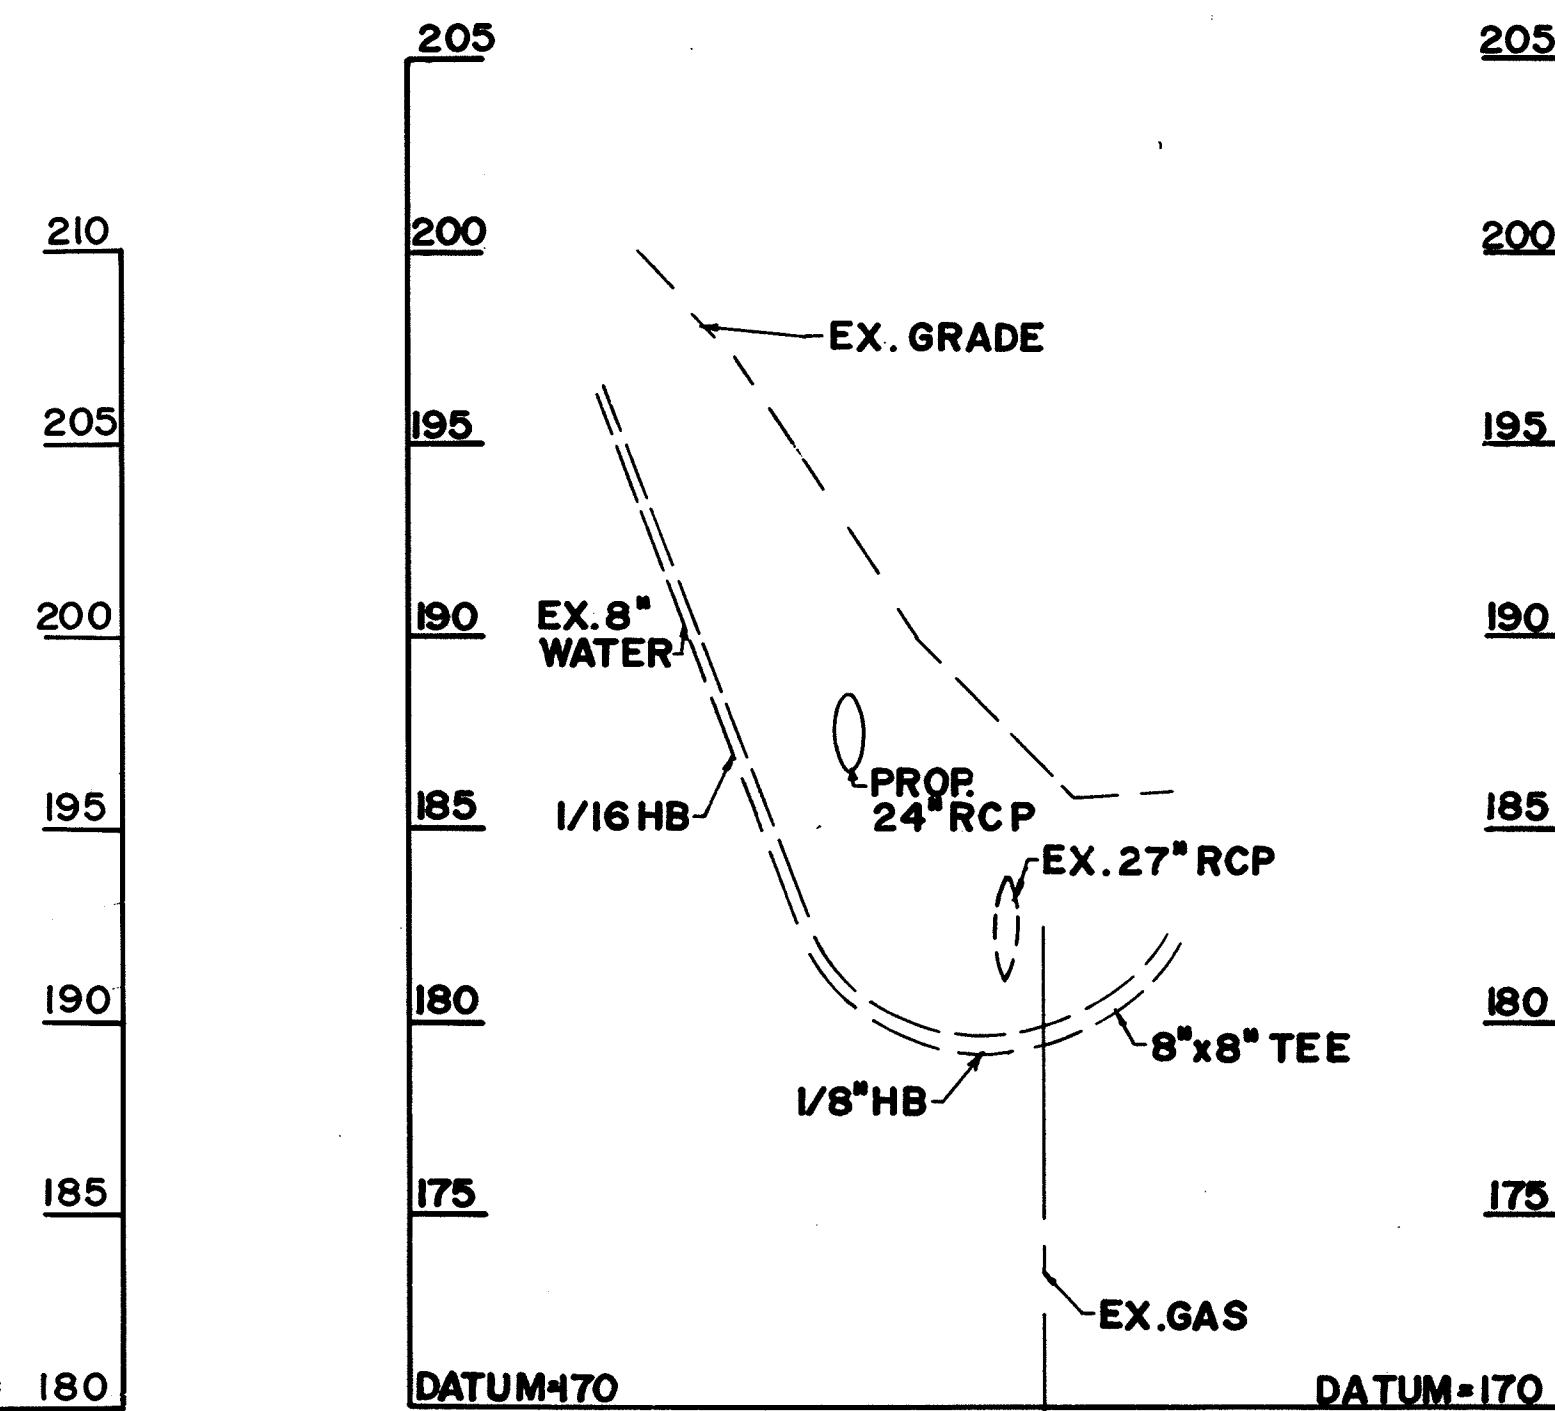 205
205
210
200
200
EX. GRADE
205
195
195
200
190
EX. 8"
WATER
190
PROP.
24" RCP
195
185
1/16 HB
185
EX. 27" RCP
190
180
180
8"x8" TEE
1/8" HB
185
175
175
EX.GAS
180
DATUM=170
DATUM=170